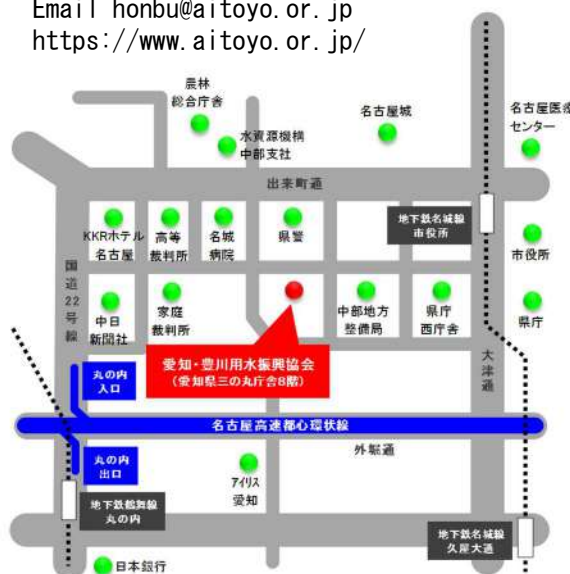 Email honbu@aitoyo.or.jp
https://www.aitoyo.or.jp/
農林
総合庁舎
水資源機構
中部支社
名古屋城
名古屋医療
センター
出来町通
地下鉄名城線
市役所
KKRホテル
名古屋
高等
裁判所
名城
病院
県警
市役所
国道22号線
中日
新聞社
家庭
裁判所
中部地方
整備局
県庁
西庁舎
県庁
大津通
愛知・豊川用水振興協会
(愛知県三の丸庁舎8階)
丸の内
入口
名古屋高速都心環状線
外堀通
丸の内
出口
アイリス
愛知
地下鉄鶴舞線
丸の内
地下鉄名城線
久屋大通
日本銀行